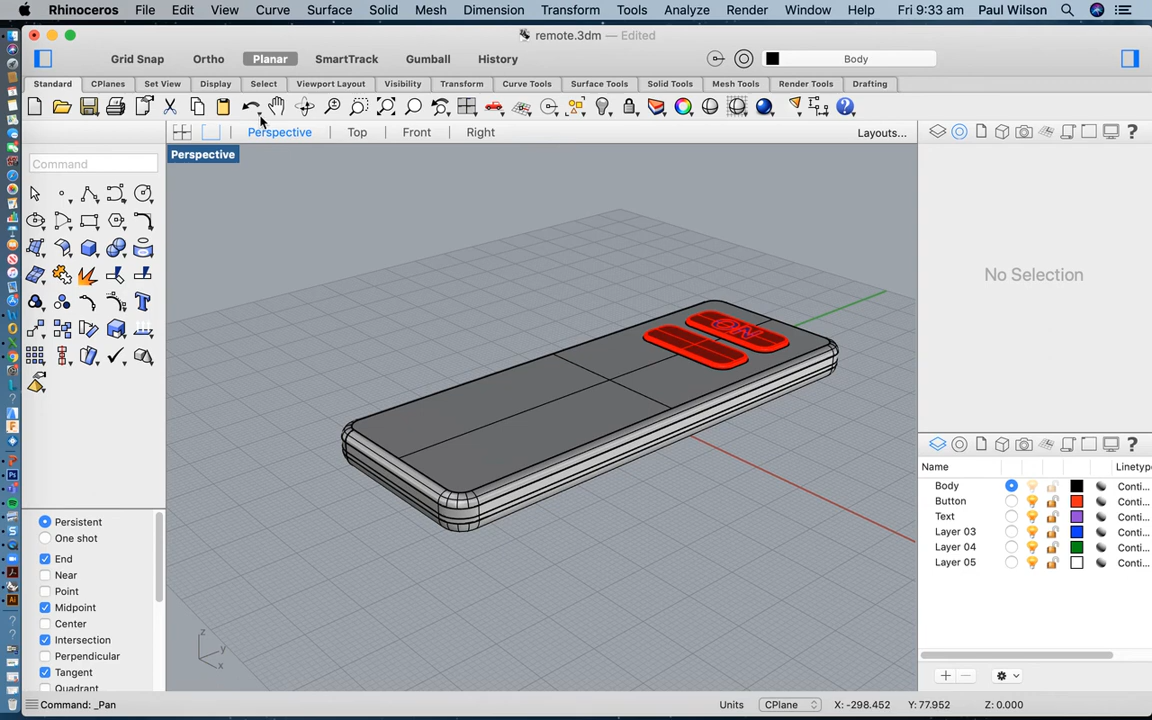 Rhinoceros File Edit View Curve Surface Solid Mesh Dimension Transform Tools Analyze Render Window Help Fri 9:33 am Paul Wilson
remote.3dm — Edited
Grid Snap Ortho Planar SmartTrack Gumball History Body
Standard CPlanes Set View Display Select Viewport Layout Visibility Transform Curve Tools Surface Tools Solid Tools Mesh Tools Render Tools Drafting
Perspective Top Front Right Layouts...
Perspective
Command
No Selection
ON
Name Linetyp
Body Conti...
Button Conti...
Text Conti...
Layer 03 Conti...
Layer 04 Conti...
Layer 05 Conti...
Persistent
One shot
End
Near
Point
Midpoint
Center
Intersection
Perpendicular
Tangent
Quadrant
z
y
x
Command: _Pan Units CPlane X: -298.452 Y: 77.952 Z: 0.000